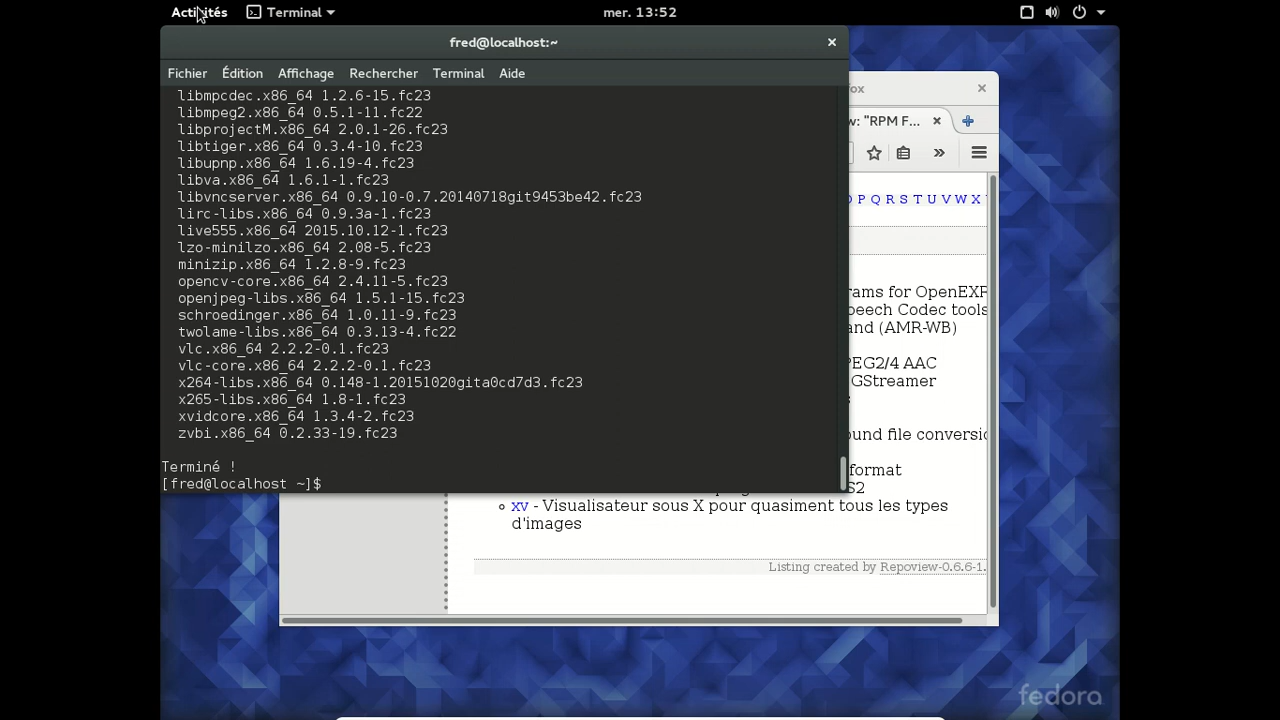 Activités Terminal mer. 13:52
fred@localhost:~
Fichier Édition Affichage Rechercher Terminal Aide
libmpcdec.x86_64 1.2.6-15.fc23
libmpeg2.x86_64 0.5.1-11.fc22
libprojectM.x86_64 2.0.1-26.fc23
libtiger.x86_64 0.3.4-10.fc23
libupnp.x86_64 1.6.19-4.fc23
libva.x86_64 1.6.1-1.fc23
libvncserver.x86_64 0.9.10-0.7.20140718git9453be42.fc23
lirc-libs.x86_64 0.9.3a-1.fc23
live555.x86_64 2015.10.12-1.fc23
lzo-minilzo.x86_64 2.08-5.fc23
minizip.x86_64 1.2.8-9.fc23
opencv-core.x86_64 2.4.11-5.fc23
openjpeg-libs.x86_64 1.5.1-15.fc23
schroedinger.x86_64 1.0.11-9.fc23
twolame-libs.x86_64 0.3.13-4.fc22
vlc.x86_64 2.2.2-0.1.fc23
vlc-core.x86_64 2.2.2-0.1.fc23
x264-libs.x86_64 0.148-1.20151020gita0cd7d3.fc23
x265-libs.x86_64 1.8-1.fc23
xvidcore.x86_64 1.3.4-2.fc23
zvbi.x86_64 0.2.33-19.fc23
Terminé !
[fred@localhost ~]$
fox
w: "RPM F...
P Q R S T U V W X
rams for OpenEXR
peech Codec tools
and (AMR-WB)
PEG2/4 AAC
GStreamer
s
ound file conversio
format
S2
xv - Visualisateur sous X pour quasiment tous les types
d'images
Listing created by Repoview-0.6.6-1.
fedora